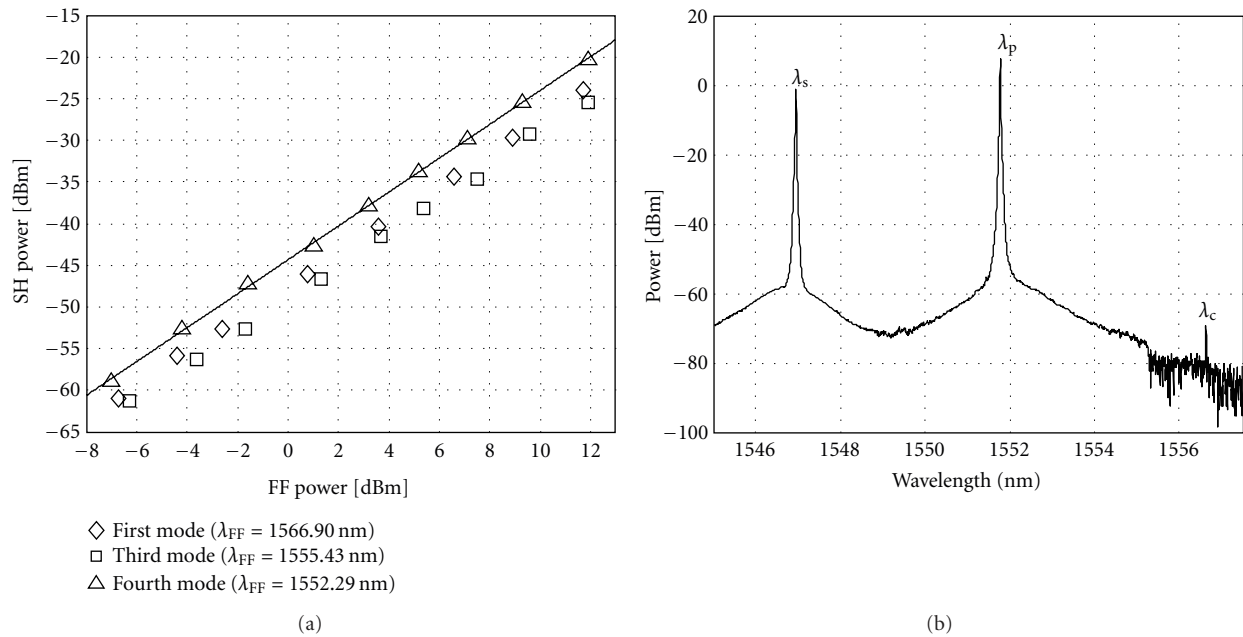 −15
−20
−25
−30
−35
−40
−45
−50
−55
−60
−65
SH power [dBm]
−8 −6 −4 −2 0 2 4 6 8 10 12
FF power [dBm]
First mode (λFF = 1566.90 nm)
Third mode (λFF = 1555.43 nm)
Fourth mode (λFF = 1552.29 nm)
(a)
20
0
−20
−40
−60
−80
−100
Power [dBm]
λs
λp
λc
1546 1548 1550 1552 1554 1556
Wavelength (nm)
(b)